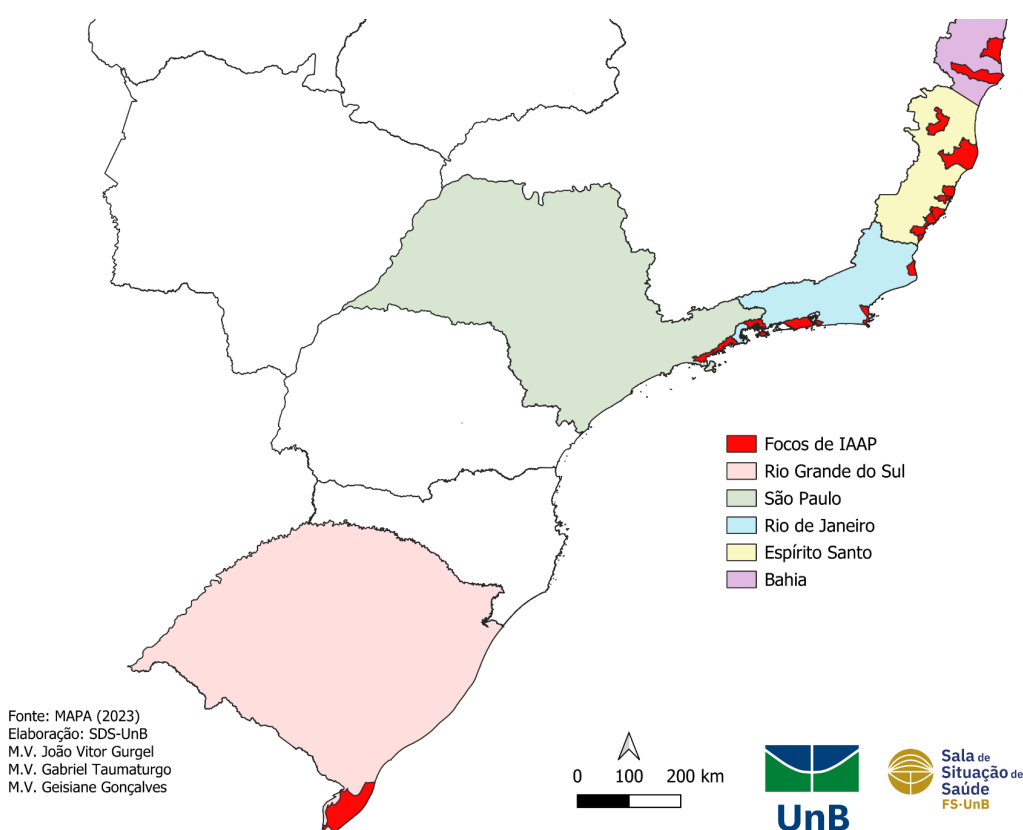 Focos de IAAP
Rio Grande do Sul
São Paulo
Rio de Janeiro
Espírito Santo
Bahia
Fonte: MAPA (2023)
Elaboração: SDS-UnB
M.V. João Vitor Gurgel
M.V. Gabriel Taumaturgo
M.V. Geisiane Gonçalves
0 100 200 km
UnB
Sala de
Situação de
Saúde
FS-UnB